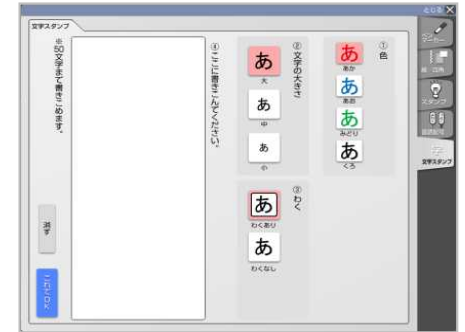 とじる
文字スタンプ
①色
あ
あか
あ
あお
あ
みどり
あ
くろ
②文字の大きさ
あ
大
あ
中
あ
小
③わく
あ
わくあり
あ
わくなし
④ここに書きこんでください。
※50文字まで書きこめます。
消す
これでOK
スタンプ
文字スタンプ